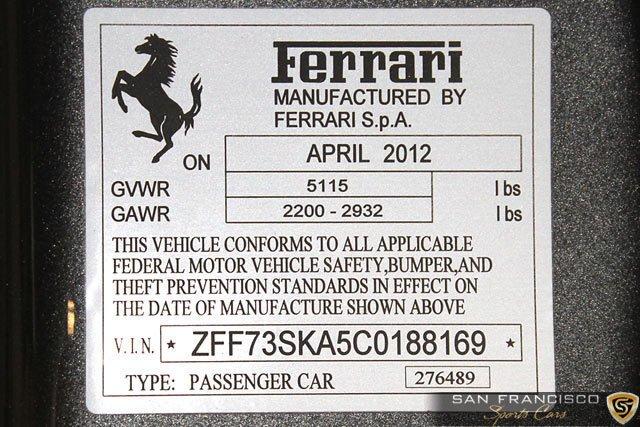 Ferrari
MANUFACTURED BY
FERRARI S.p.A.
ON APRIL 2012
GVWR 5115 lbs
GAWR 2200 - 2932 lbs
THIS VEHICLE CONFORMS TO ALL APPLICABLE
FEDERAL MOTOR VEHICLE SAFETY,BUMPER,AND
THEFT PREVENTION STANDARDS IN EFFECT ON
THE DATE OF MANUFACTURE SHOWN ABOVE
V.I.N. * ZFF73SKA5C0188169 *
TYPE: PASSENGER CAR 276489
SAN FRANCISCO
Sports Cars